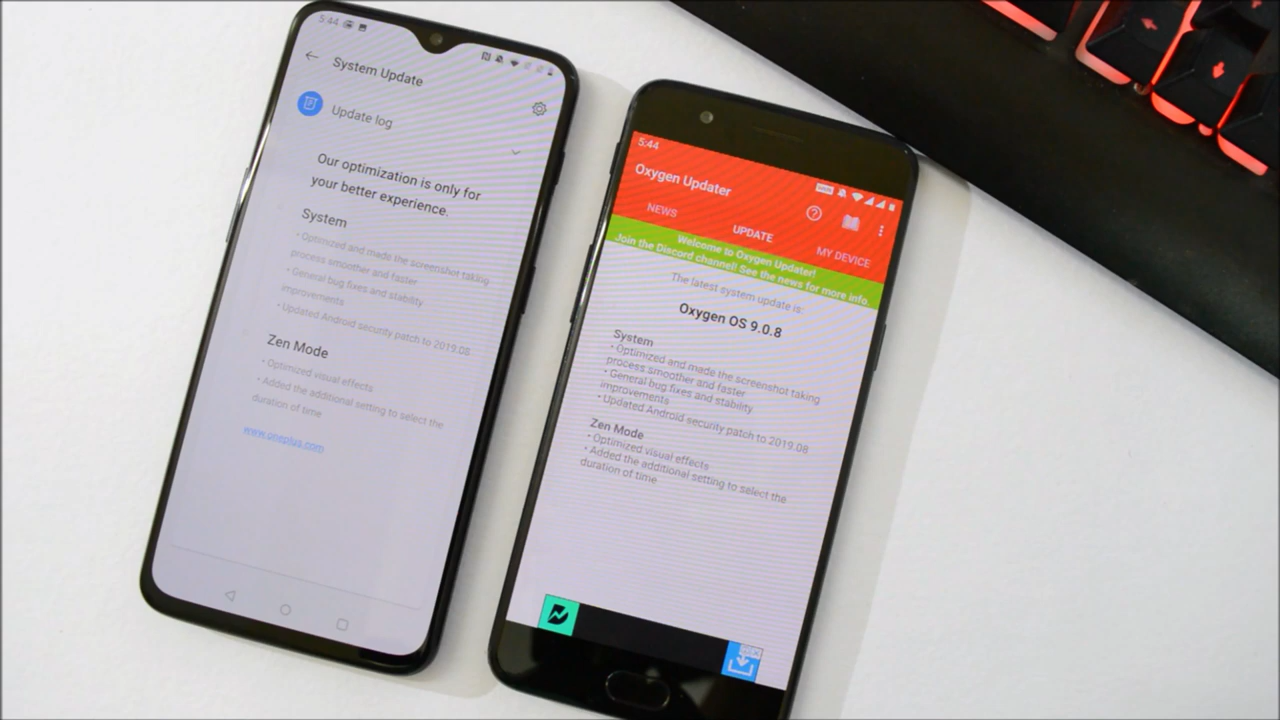 5:44
System Update
Update log
Our optimization is only for
your better experience.
System
• Optimized and made the screenshot taking
process smoother and faster
• General bug fixes and stability
improvements
• Updated Android security patch to 2019.08
Zen Mode
• Optimized visual effects
• Added the additional setting to select the
duration of time
www.oneplus.com
5:44
Oxygen Updater
NEWS
UPDATE
MY DEVICE
Welcome to Oxygen Updater!
Join the Discord channel! See the news for more info.
The latest system update is:
Oxygen OS 9.0.8
System
• Optimized and made the screenshot taking
process smoother and faster
• General bug fixes and stability
improvements
• Updated Android security patch to 2019.08
Zen Mode
• Optimized visual effects
• Added the additional setting to select the
duration of time